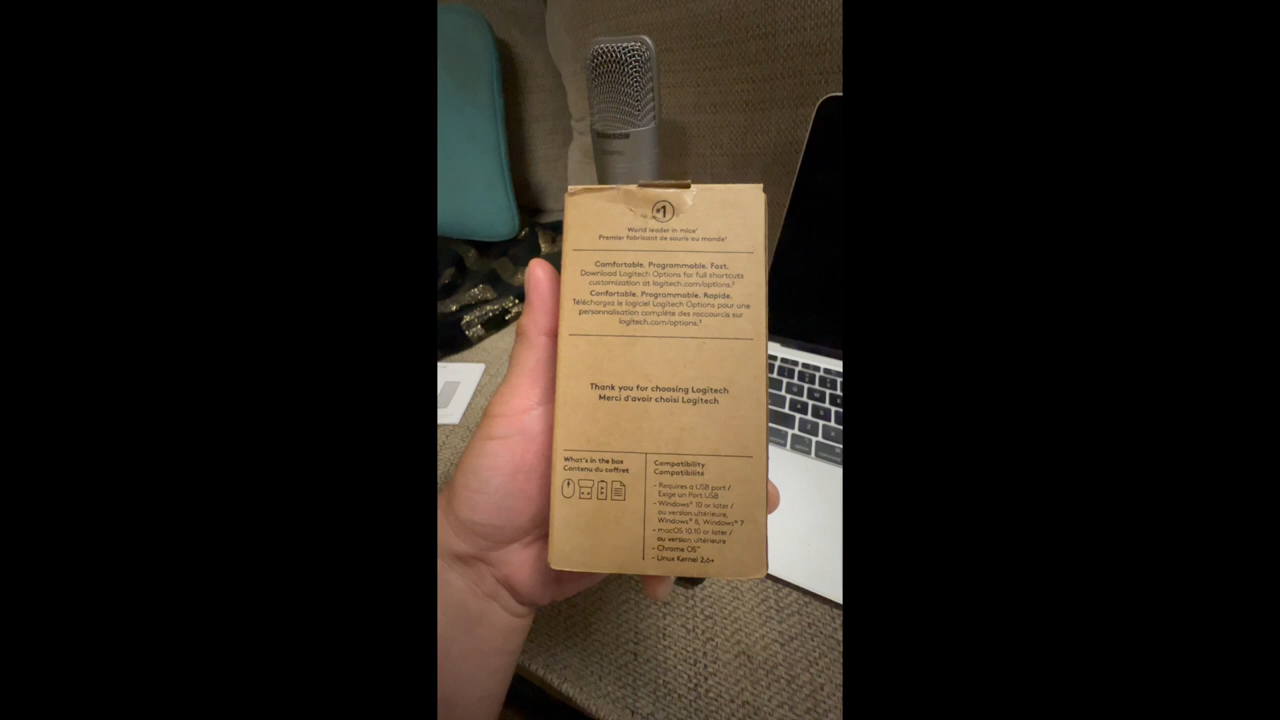 SAMSON
#1
World leader in mice¹
Premier fabricant de souris au monde¹
Comfortable. Programmable. Fast.
Download Logitech Options for full shortcuts
customization at logitech.com/options.²
Confortable. Programmable. Rapide.
Téléchargez le logiciel Logitech Options pour une
personnalisation complète des raccourcis sur
logitech.com/options.²
Thank you for choosing Logitech
Merci d'avoir choisi Logitech
What's in the box
Contenu du coffret
Compatibility
Compatibilité
- Requires a USB port /
Exige un Port USB
- Windows® 10 or later /
ou version ultérieure,
Windows® 8, Windows® 7
- macOS 10.10 or later /
ou version ultérieure
- Chrome OS™
- Linux Kernel 2.6+